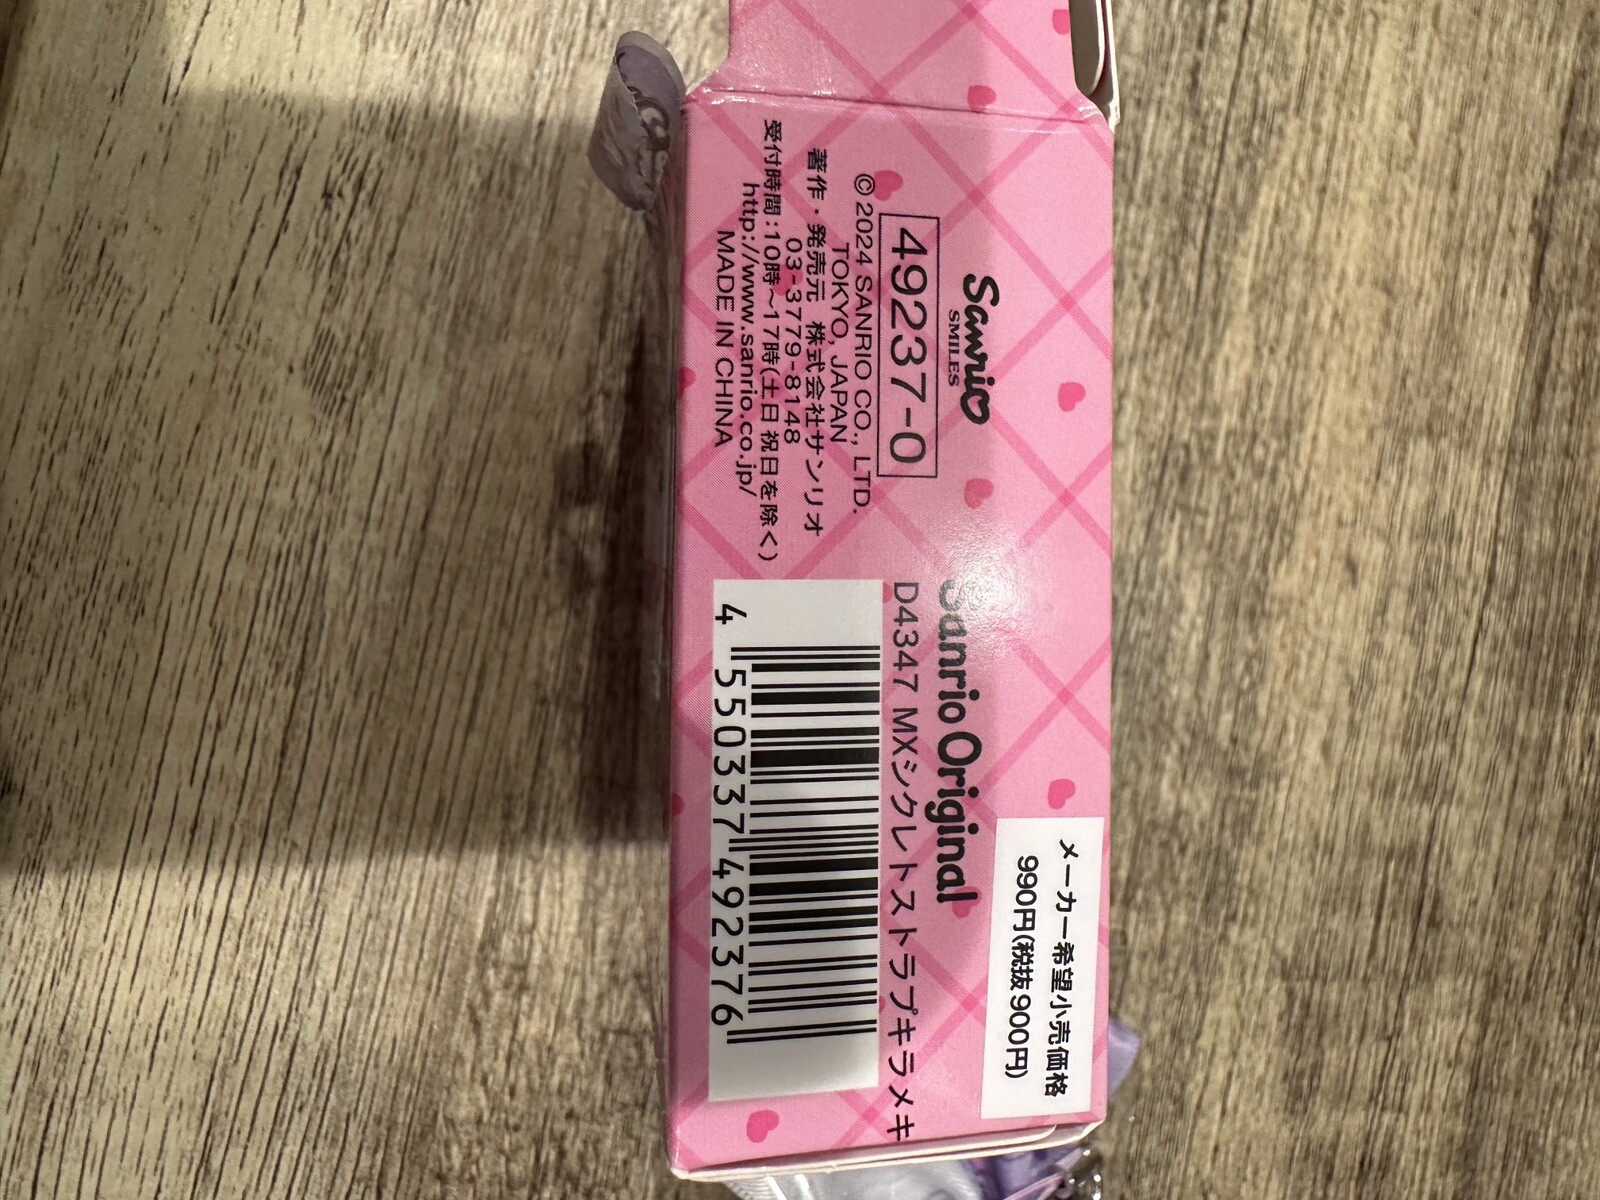 Sanrio
SMILES
49237-0
© 2024 SANRIO CO., LTD.
TOKYO, JAPAN
著作・発売元 株式会社サンリオ
03-3779-8148
受付時間:10時～17時(土日祝日を除く)
http://www.sanrio.co.jp/
MADE IN CHINA
メーカー希望小売価格
990円(税抜900円)
Sanrio Original
D4347 MXシクレトストラプキラメキ
4 550337 492376